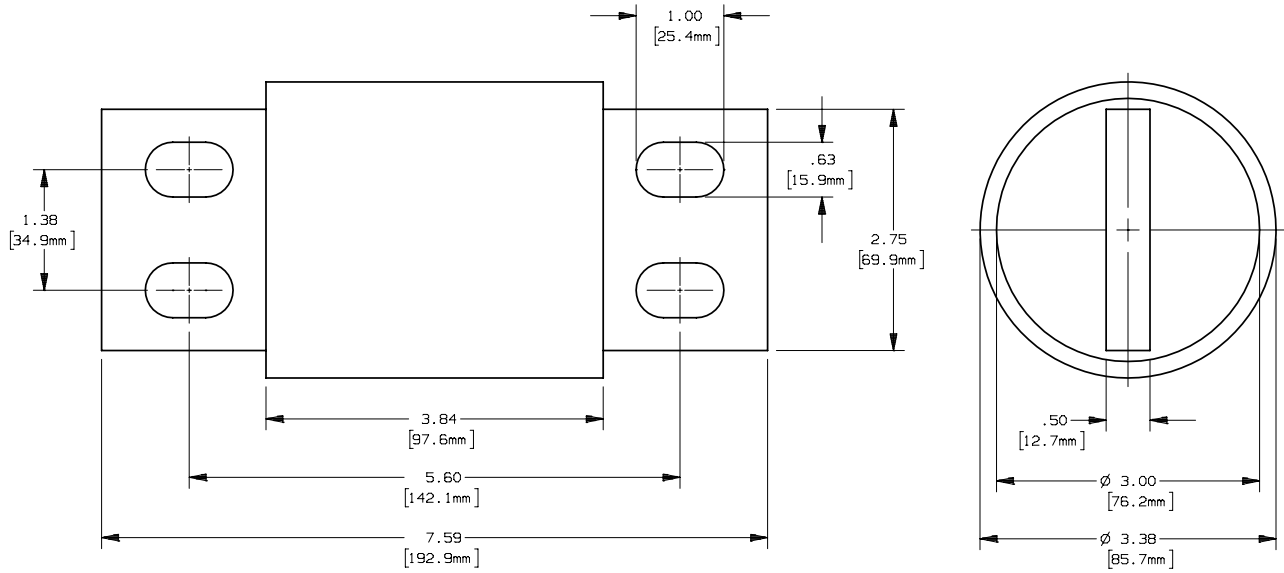 1.00
[25.4mm]
.63
[15.9mm]
1.38
[34.9mm]
2.75
[69.9mm]
3.84
[97.6mm]
5.60
[142.1mm]
7.59
[192.9mm]
.50
[12.7mm]
Ø 3.00
[76.2mm]
Ø 3.38
[85.7mm]